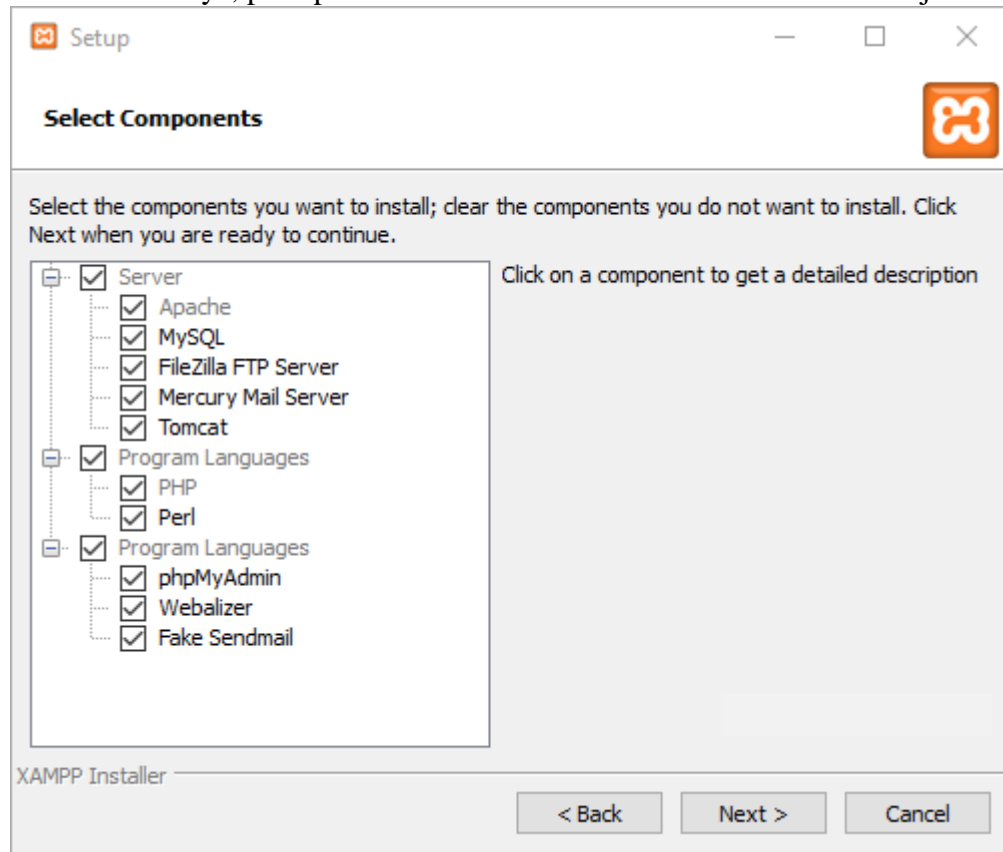 Setup
Select Components
Select the components you want to install; clear the components you do not want to install. Click
Next when you are ready to continue.
Server
Click on a component to get a detailed description
Apache
MySQL
FileZilla FTP Server
Mercury Mail Server
Tomcat
Program Languages
PHP
Perl
Program Languages
phpMyAdmin
Webalizer
Fake Sendmail
XAMPP Installer
< Back
Next >
Cancel